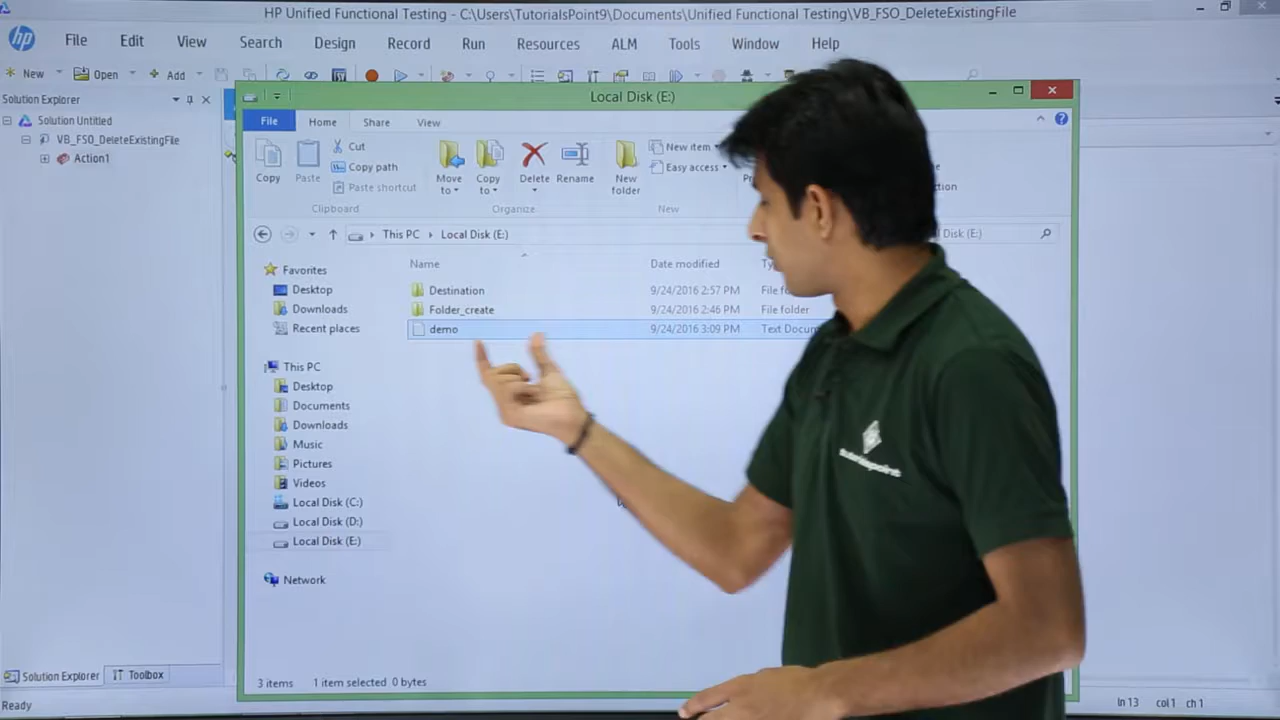 HP Unified Functional Testing - C:\Users\TutorialsPoint9\Documents\Unified Functional Testing\VB_FSO_DeleteExistingFile
hp File Edit View Search Design Record Run Resources ALM Tools Window Help
New Open Add
Solution Explorer
Solution Untitled
VB_FSO_DeleteExistingFile
Action1
Local Disk (E:)
File Home Share View
Copy Paste Cut
Copy path
Paste shortcut
Move to Copy to Delete Rename New folder
New item
Easy access
Clipboard Organize New
This PC Local Disk (E:)
Disk (E:)
Name Date modified
Destination 9/24/2016 2:57 PM File
Folder_create 9/24/2016 2:46 PM File folder
demo 9/24/2016 3:09 PM Text
Favorites
Desktop
Downloads
Recent places
This PC
Desktop
Documents
Downloads
Music
Pictures
Videos
Local Disk (C:)
Local Disk (D:)
Local Disk (E:)
Network
3 items 1 item selected 0 bytes
Solution Explorer Toolbox
Ready
ln 13 col 1 ch 1